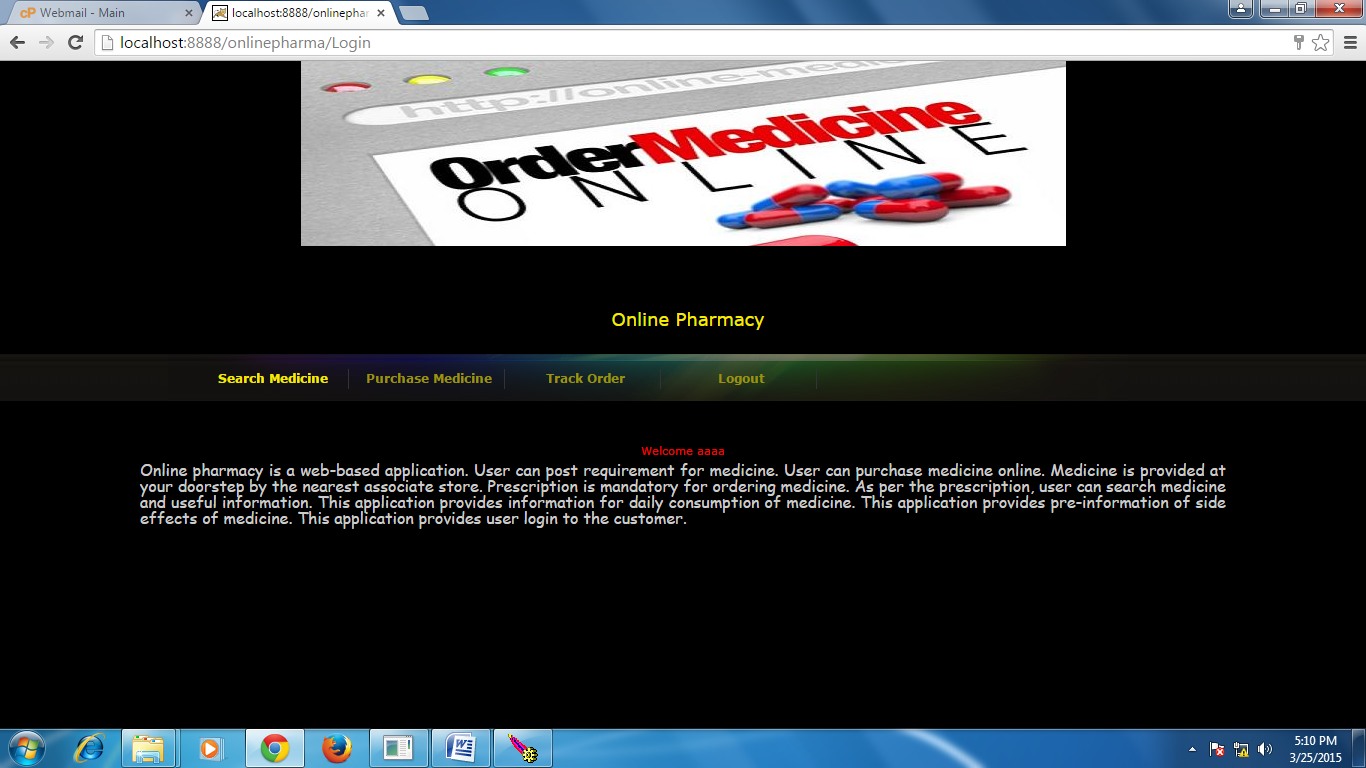 cP Webmail - Main
localhost:8888/onlinephar
localhost:8888/onlinepharma/Login
http://online-medic
OrderMedicine
ONLINE
Online Pharmacy
Search Medicine Purchase Medicine Track Order Logout
Welcome aaaa
Online pharmacy is a web-based application. User can post requirement for medicine. User can purchase medicine online. Medicine is provided at
your doorstep by the nearest associate store. Prescription is mandatory for ordering medicine. As per the prescription, user can search medicine
and useful information. This application provides information for daily consumption of medicine. This application provides pre-information of side
effects of medicine. This application provides user login to the customer.
5:10 PM
3/25/2015